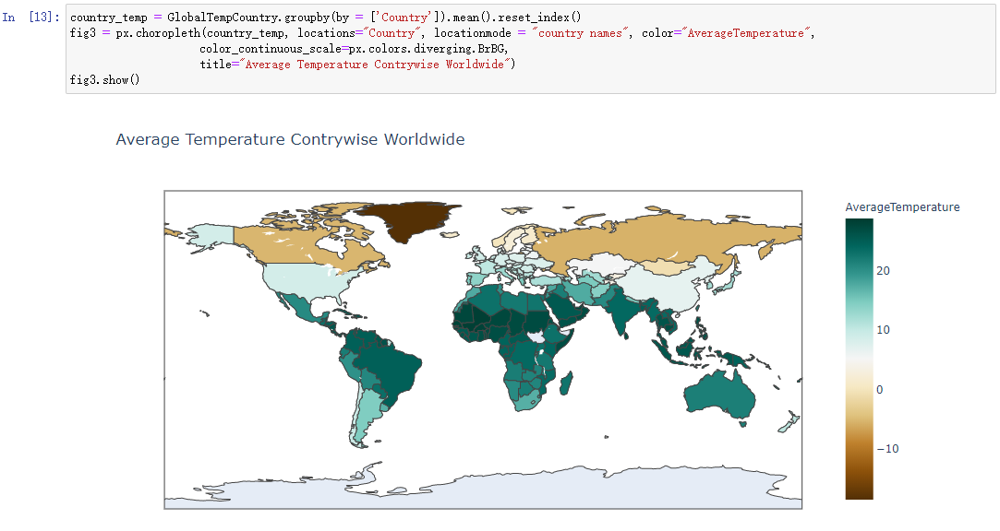 In [13]: country_temp = GlobalTempCountry.groupby(by = ['Country']).mean().reset_index()
fig3 = px.choropleth(country_temp, locations="Country", locationmode = "country names", color="AverageTemperature",
color_continuous_scale=px.colors.diverging.BrBG,
title="Average Temperature Contrywise Worldwide")
fig3.show()
Average Temperature Contrywise Worldwide
AverageTemperature
20
10
0
−10